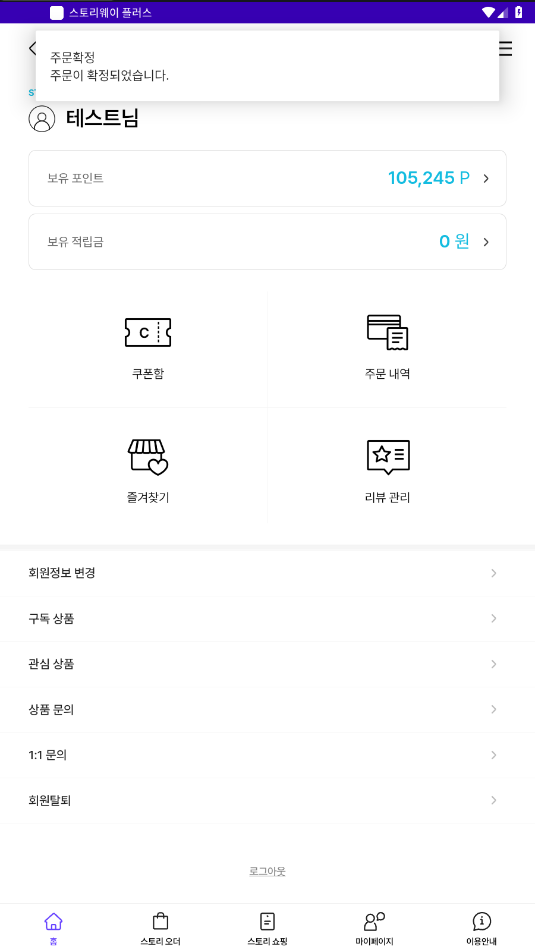 스토리웨이 플러스
주문확정
주문이 확정되었습니다.
테스트님
보유 포인트
105,245 P
보유 적립금
0 원
C
쿠폰함
주문 내역
즐겨찾기
리뷰 관리
회원정보 변경
구독 상품
관심 상품
상품 문의
1:1 문의
회원탈퇴
로그아웃
홈
스토리 오더
스토리 쇼핑
마이페이지
이용안내